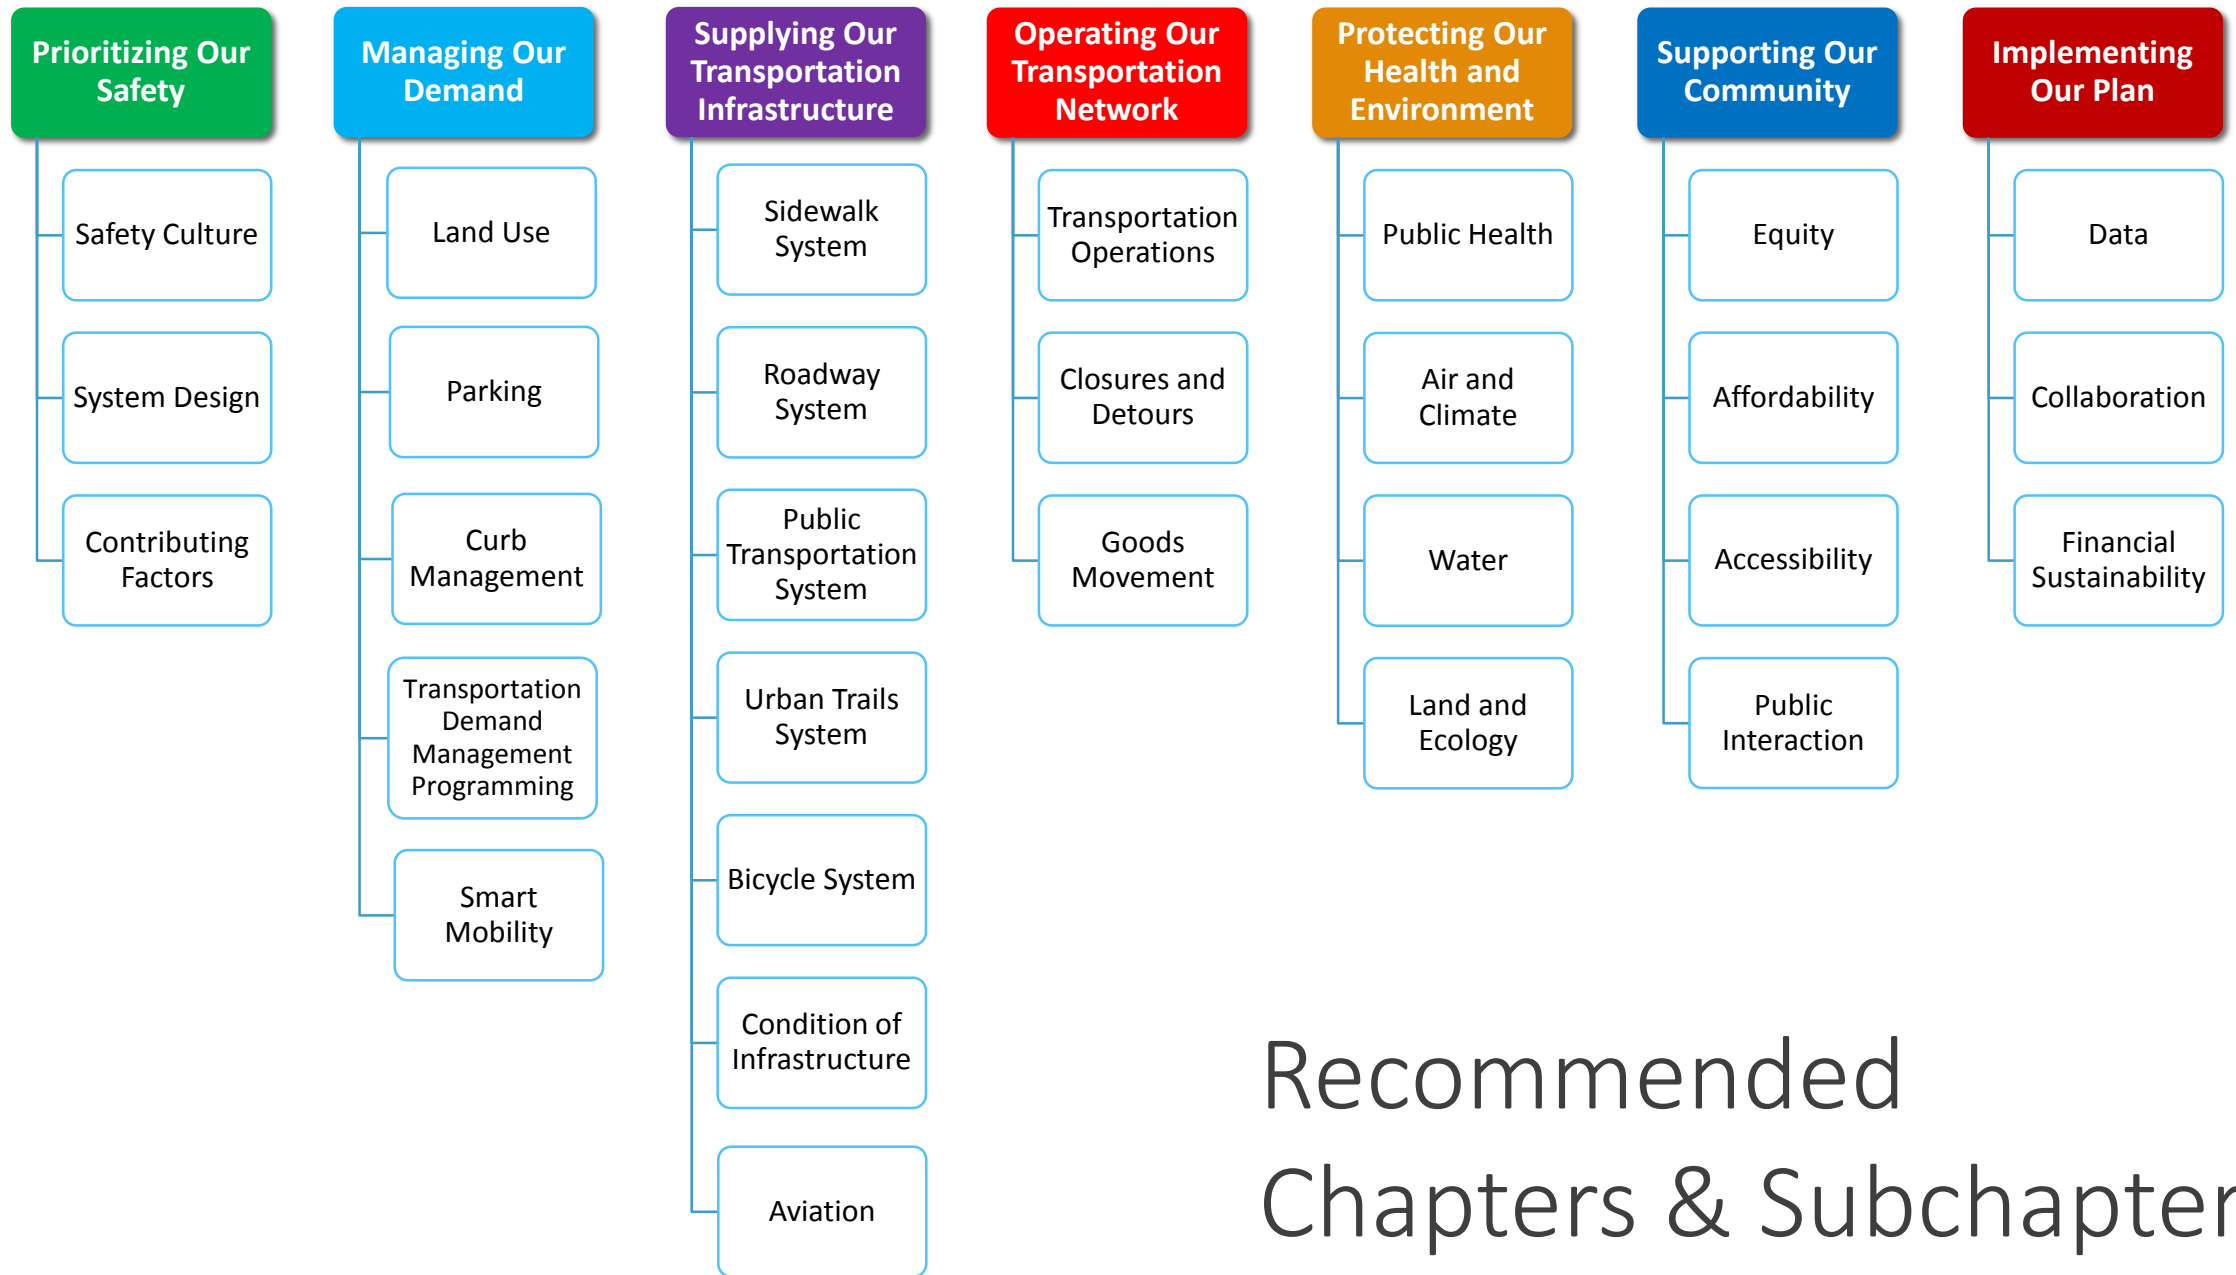 Prioritizing Our
Safety
Safety Culture
System Design
Contributing
Factors
Managing Our
Demand
Land Use
Parking
Curb
Management
Transportation
Demand
Management
Programming
Smart
Mobility
Supplying Our
Transportation
Infrastructure
Sidewalk
System
Roadway
System
Public
Transportation
System
Urban Trails
System
Bicycle System
Condition of
Infrastructure
Aviation
Operating Our
Transportation
Network
Transportation
Operations
Closures and
Detours
Goods
Movement
Protecting Our
Health and
Environment
Public Health
Air and
Climate
Water
Land and
Ecology
Supporting Our
Community
Equity
Affordability
Accessibility
Public
Interaction
Implementing
Our Plan
Data
Collaboration
Financial
Sustainability
Recommended
Chapters & Subchapter